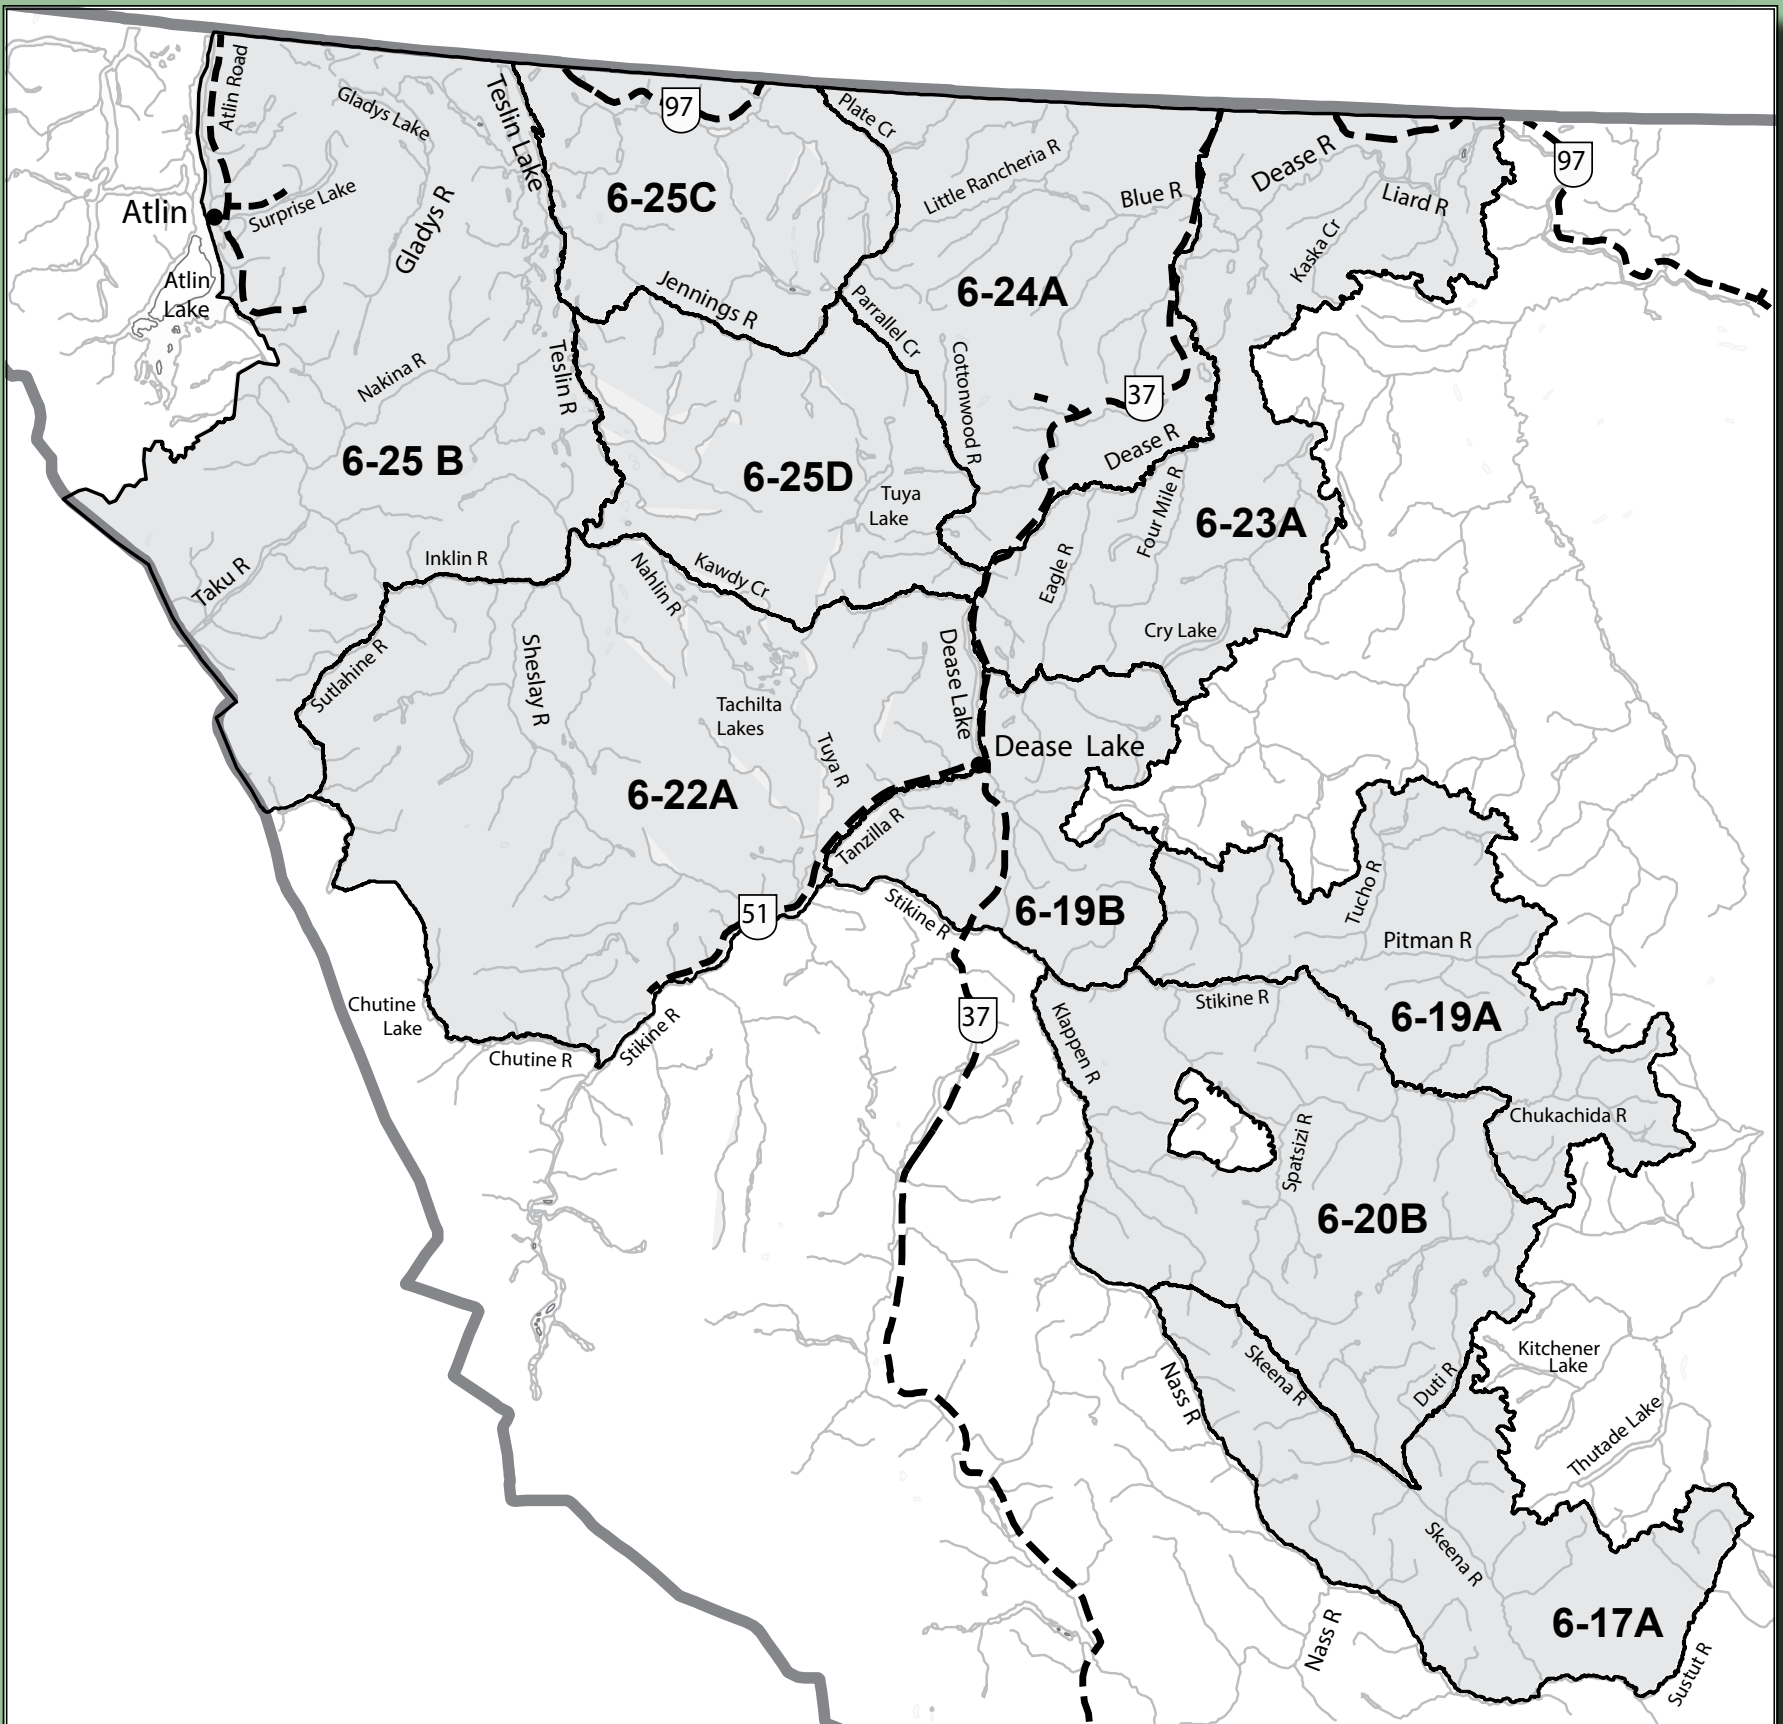 Atlin Road
Gladys Lake
Teslin Lake
97
Plate Cr
Little Rancheria R
Blue R
Dease R
Liard R
Kaska Cr
97
6-25C
Atlin
Surprise Lake
Gladys R
Atlin
Lake
Jennings R
6-24A
Parrallel Cr
Cottonwood R
Nakina R
Teslin R
37
Dease R
6-25 B
6-25D
Tuya
Lake
Four Mile R
6-23A
Eagle R
Inklin R
Taku R
Nahlin R
Kawdy Cr
Cry Lake
Sutlahine R
Sheslay R
Dease Lake
Tachilta
Lakes
Tuya R
Dease Lake
6-22A
Tanzilla R
51
Stikine R
6-19B
Tucho R
Pitman R
Chutine
Lake
Chutine R
Stikine R
37
Klappen R
Stikine R
6-19A
Chukachida R
Spatsizi R
6-20B
Kitchener
Lake
Nass R
Skeena R
Duti R
Thutade Lake
Skeena R
6-17A
Nass R
Sustut R